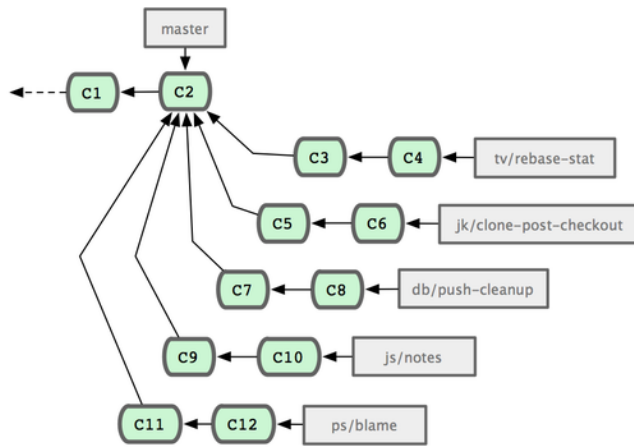 master
C1
C2
C3
C4
tv/rebase-stat
C5
C6
jk/clone-post-checkout
C7
C8
db/push-cleanup
C9
C10
js/notes
C11
C12
ps/blame